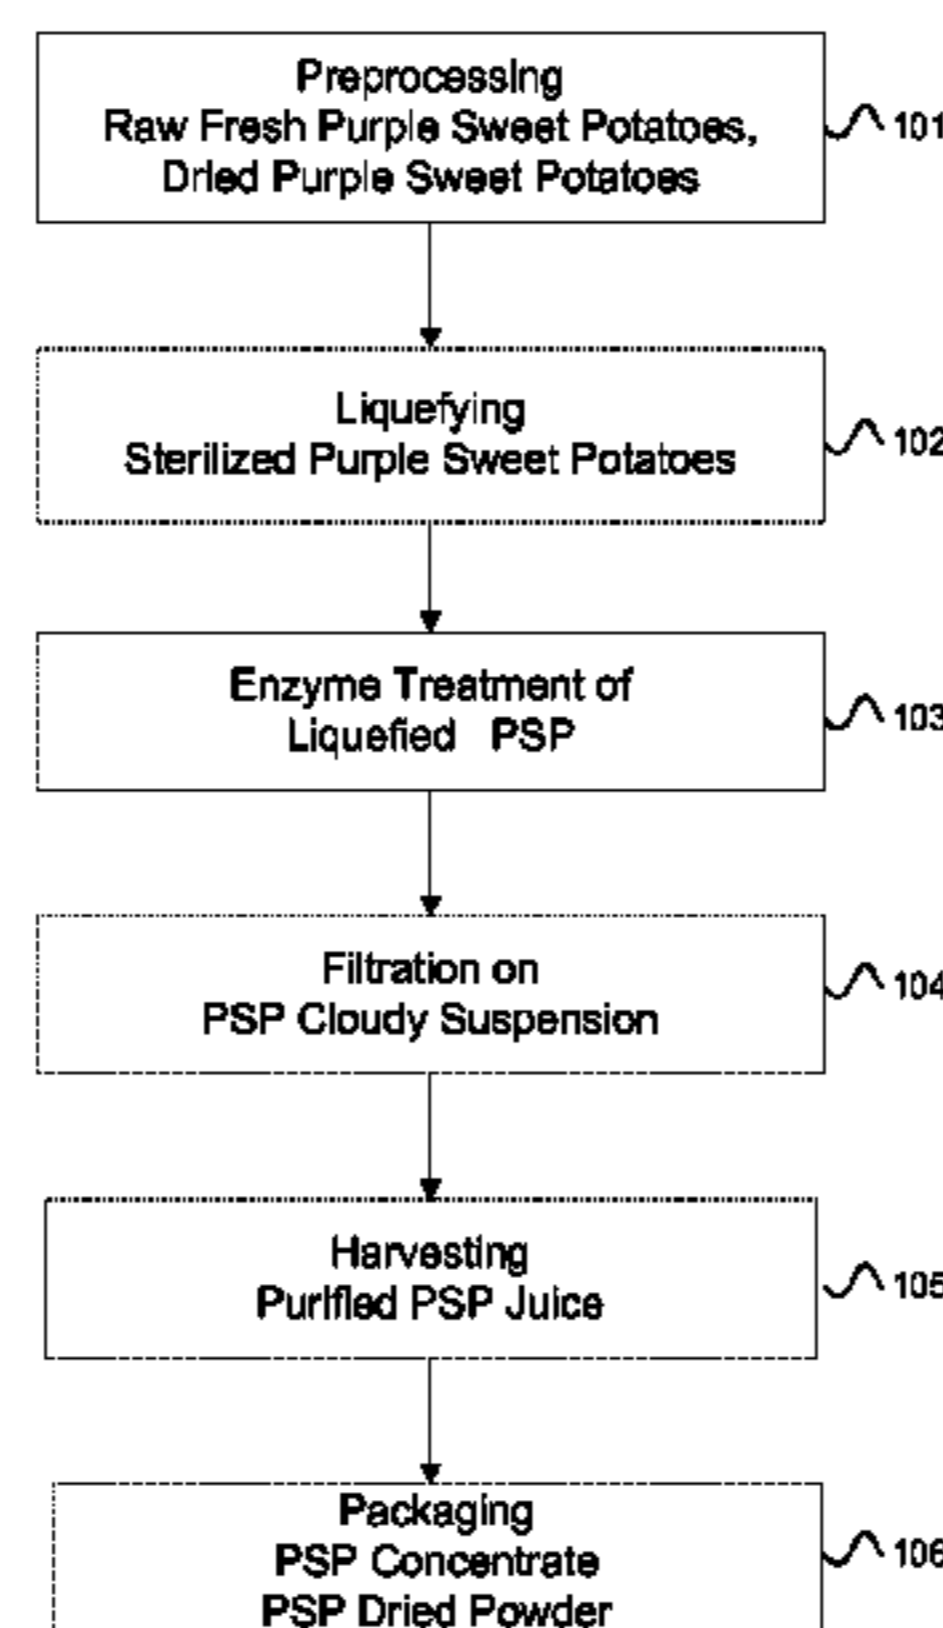 Preprocessing
Raw Fresh Purple Sweet Potatoes,
Dried Purple Sweet Potatoes
101
Liquefying
Sterilized Purple Sweet Potatoes
102
Enzyme Treatment of
Liquefied PSP
103
Filtration on
PSP Cloudy Suspension
104
Harvesting
Purified PSP Juice
105
Packaging
PSP Concentrate
PSP Dried Powder
106